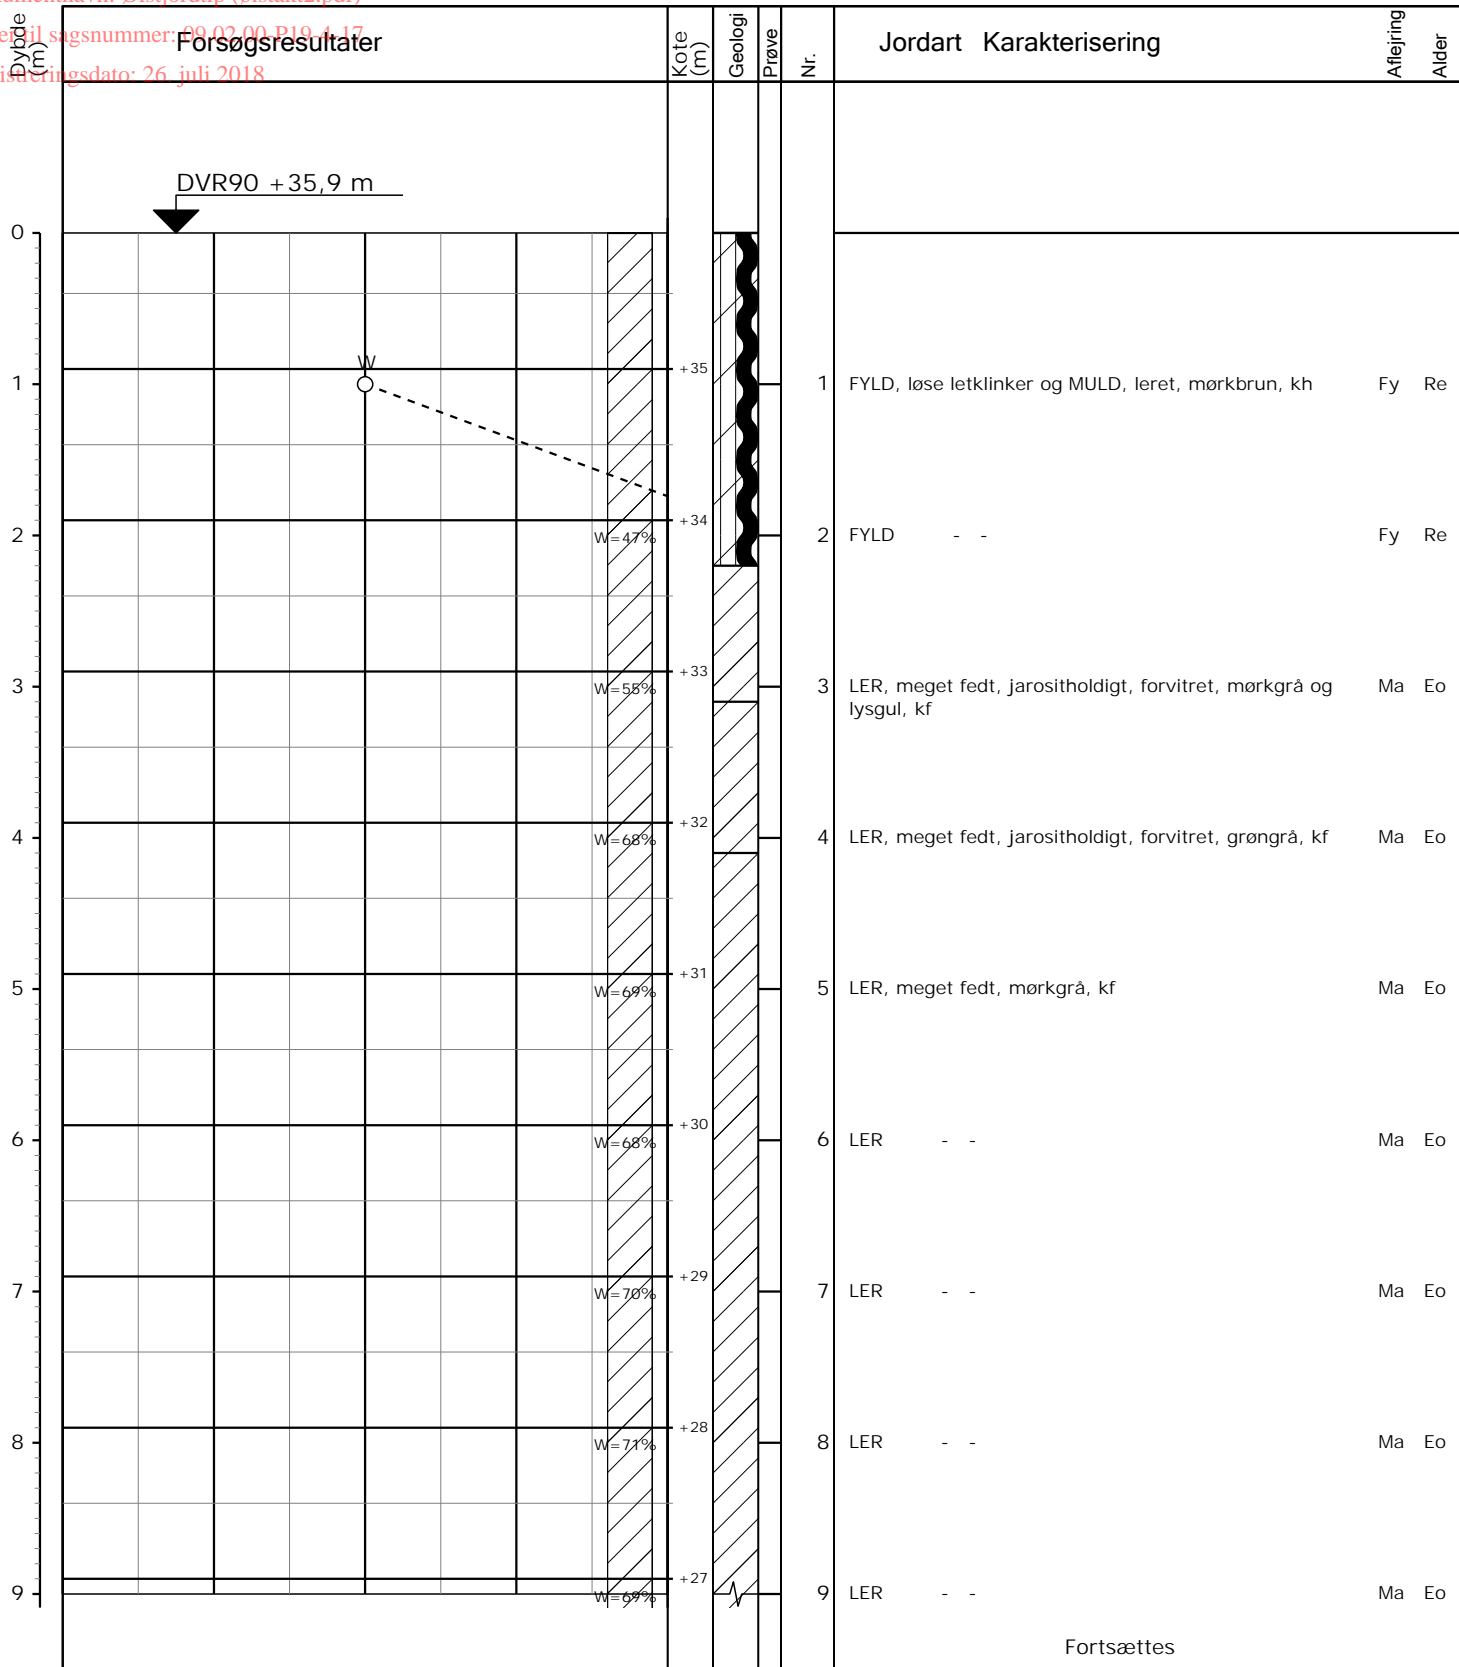 sagsnummer: 09.02.00-P19-4-17
istreringsdato: 26. juli 2018
Dybde (m)
Forsøgsresultater
Kote (m)
Geologi
Prøve
Nr.
Jordart Karakterisering
Aflejring
Alder
DVR90 +35,9 m
0
W
+35
1 1 FYLD, løse letklinker og MULD, leret, mørkbrun, kh Fy Re
+34
2 W=47% 2 FYLD - - Fy Re
+33
3 W=55% 3 LER, meget fedt, jarositholdigt, forvitret, mørkgrå og Ma Eo
lysgul, kf
+32
4 W=68% 4 LER, meget fedt, jarositholdigt, forvitret, grøngrå, kf Ma Eo
+31
5 W=69% 5 LER, meget fedt, mørkgrå, kf Ma Eo
+30
6 W=68% 6 LER - - Ma Eo
+29
7 W=70% 7 LER - - Ma Eo
+28
8 W=71% 8 LER - - Ma Eo
+27
9 W=69% 9 LER - - Ma Eo
Fortsættes